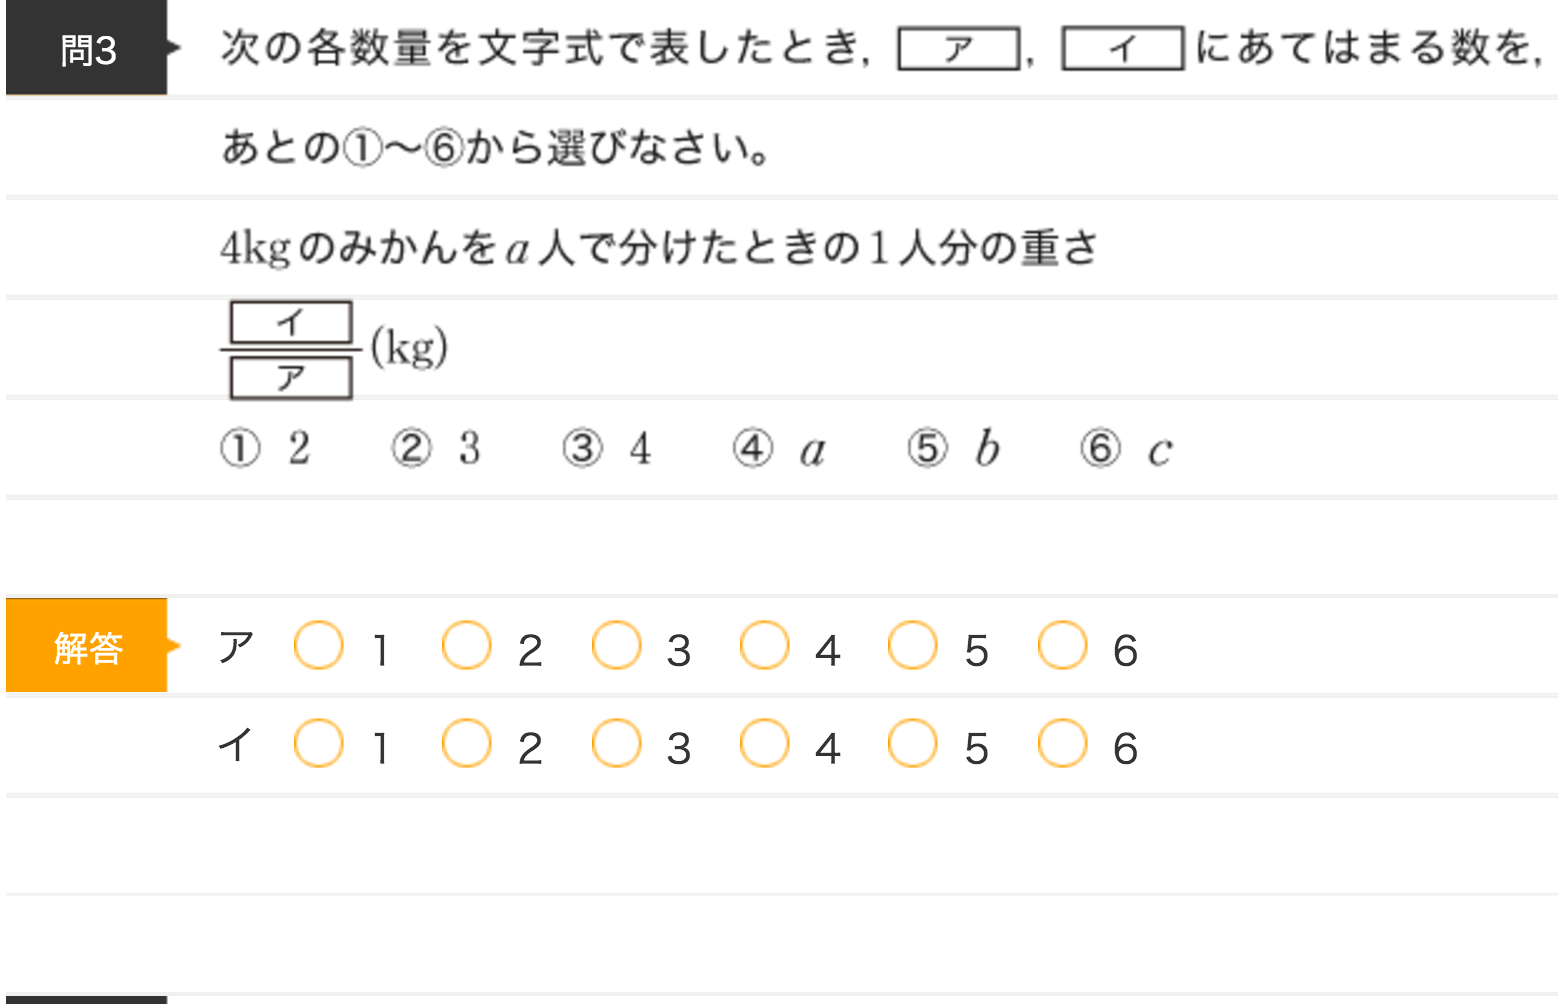 問3 次の各数量を文字式で表したとき, ア, イ にあてはまる数を,
あとの①～⑥から選びなさい。
4kgのみかんをa人で分けたときの1人分の重さ
イ
ア (kg)
① 2 ② 3 ③ 4 ④ a ⑤ b ⑥ c
解答 ア 1 2 3 4 5 6
イ 1 2 3 4 5 6